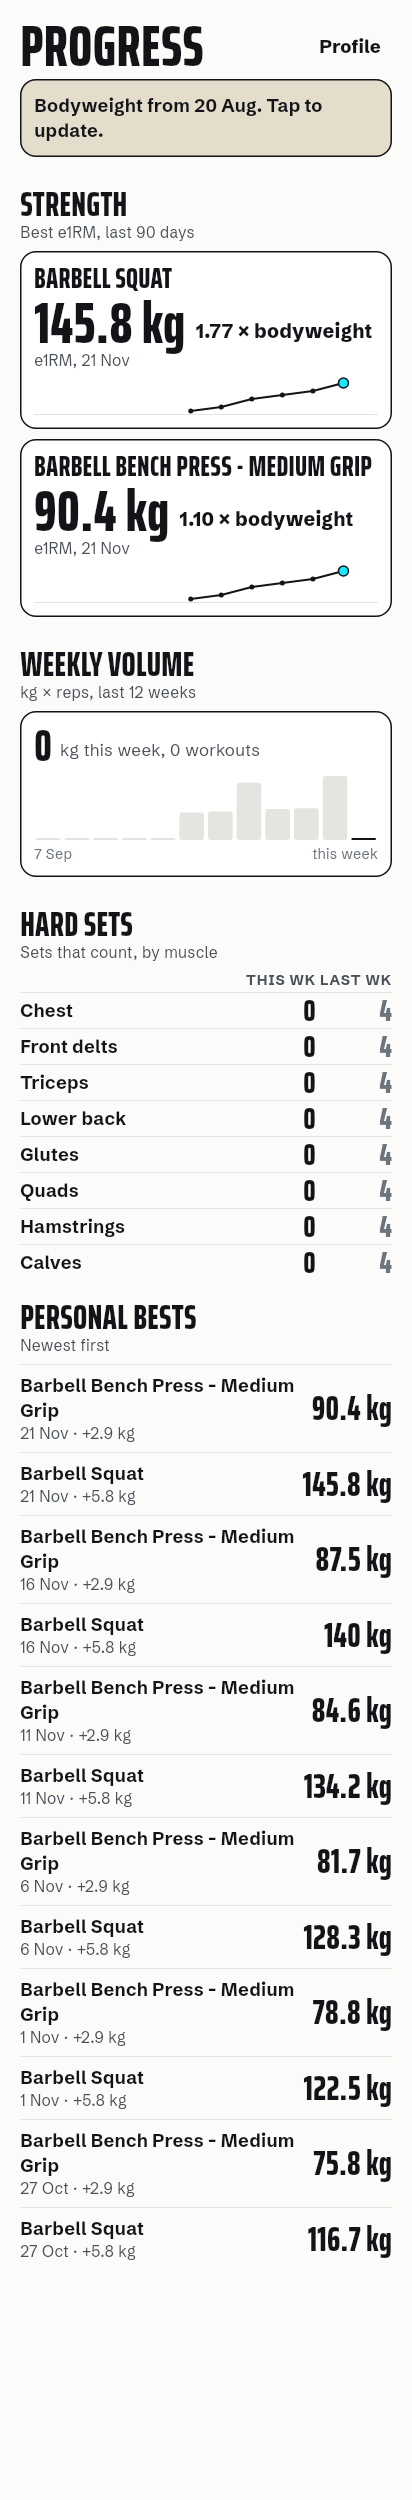 PROGRESS
Profile
Bodyweight from 20 Aug. Tap to
update.
STRENGTH
Best e1RM, last 90 days
BARBELL SQUAT
145.8 kg 1.77 × bodyweight
e1RM, 21 Nov
BARBELL BENCH PRESS - MEDIUM GRIP
90.4 kg 1.10 × bodyweight
e1RM, 21 Nov
WEEKLY VOLUME
kg × reps, last 12 weeks
0 kg this week, 0 workouts
7 Sep this week
HARD SETS
Sets that count, by muscle
THIS WK LAST WK
Chest 0 4
Front delts 0 4
Triceps 0 4
Lower back 0 4
Glutes 0 4
Quads 0 4
Hamstrings 0 4
Calves 0 4
PERSONAL BESTS
Newest first
Barbell Bench Press - Medium
Grip
21 Nov · +2.9 kg
90.4 kg
Barbell Squat
21 Nov · +5.8 kg
145.8 kg
Barbell Bench Press - Medium
Grip
16 Nov · +2.9 kg
87.5 kg
Barbell Squat
16 Nov · +5.8 kg
140 kg
Barbell Bench Press - Medium
Grip
11 Nov · +2.9 kg
84.6 kg
Barbell Squat
11 Nov · +5.8 kg
134.2 kg
Barbell Bench Press - Medium
Grip
6 Nov · +2.9 kg
81.7 kg
Barbell Squat
6 Nov · +5.8 kg
128.3 kg
Barbell Bench Press - Medium
Grip
1 Nov · +2.9 kg
78.8 kg
Barbell Squat
1 Nov · +5.8 kg
122.5 kg
Barbell Bench Press - Medium
Grip
27 Oct · +2.9 kg
75.8 kg
Barbell Squat
27 Oct · +5.8 kg
116.7 kg